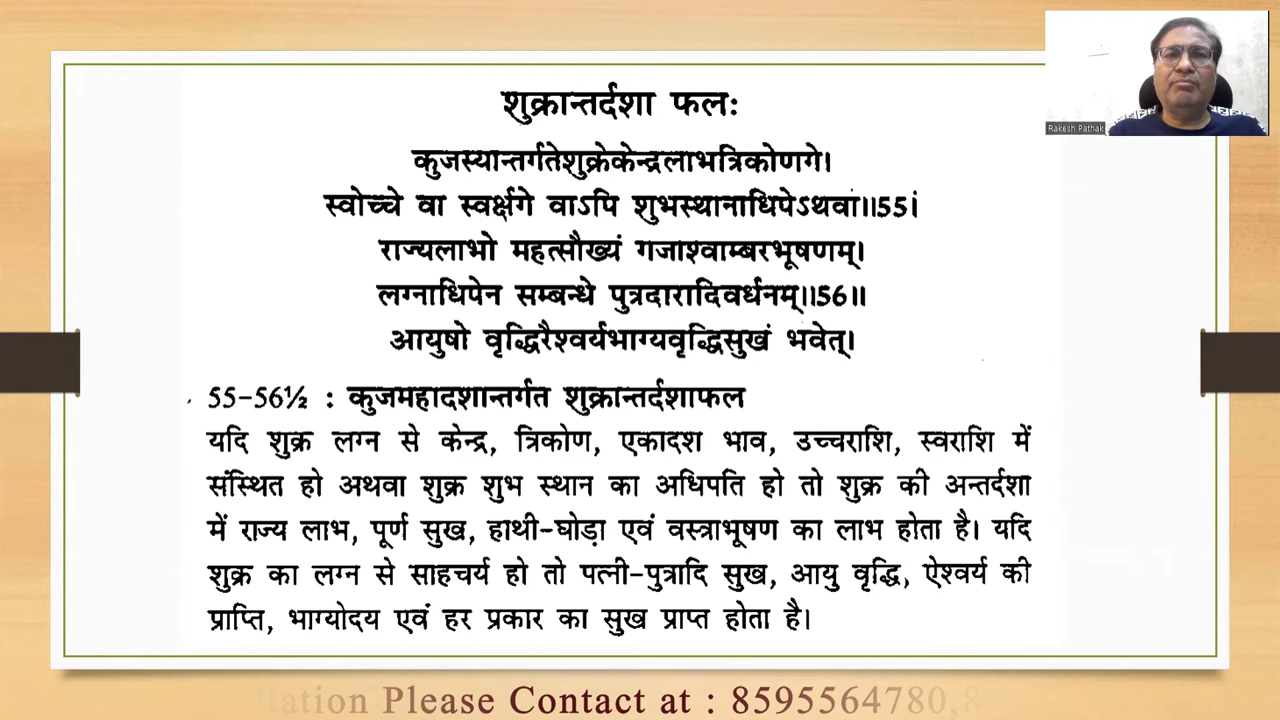 Rakesh Pathak
शुक्रान्तर्दशा फलः
कुजस्यान्तर्गतेशुक्रेकेन्द्रलाभत्रिकोणगे।
स्वोच्चे वा स्वर्क्षगे वाऽपि शुभस्थानाधिपेऽथवा॥55।
राज्यलाभो महत्सौख्यं गजाश्वाम्बरभूषणम्।
लग्नाधिपेन सम्बन्धे पुत्रदारादिवर्धनम्॥56॥
आयुषो वृद्धिरैश्वर्यभाग्यवृद्धिसुखं भवेत्।
55-56½ : कुजमहादशान्तर्गत शुक्रान्तर्दशाफल
यदि शुक्र लग्न से केन्द्र, त्रिकोण, एकादश भाव, उच्चराशि, स्वराशि में
संस्थित हो अथवा शुक्र शुभ स्थान का अधिपति हो तो शुक्र की अन्तर्दशा
में राज्य लाभ, पूर्ण सुख, हाथी-घोड़ा एवं वस्त्राभूषण का लाभ होता है। यदि
शुक्र का लग्न से साहचर्य हो तो पत्नी-पुत्रादि सुख, आयु वृद्धि, ऐश्वर्य की
प्राप्ति, भाग्योदय एवं हर प्रकार का सुख प्राप्त होता है।
ltation Please Contact at : 8595564780,